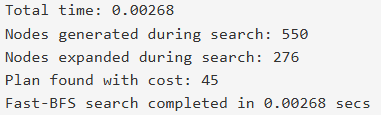 Total time: 0.00268
Nodes generated during search: 550
Nodes expanded during search: 276
Plan found with cost: 45
Fast-BFS search completed in 0.00268 secs